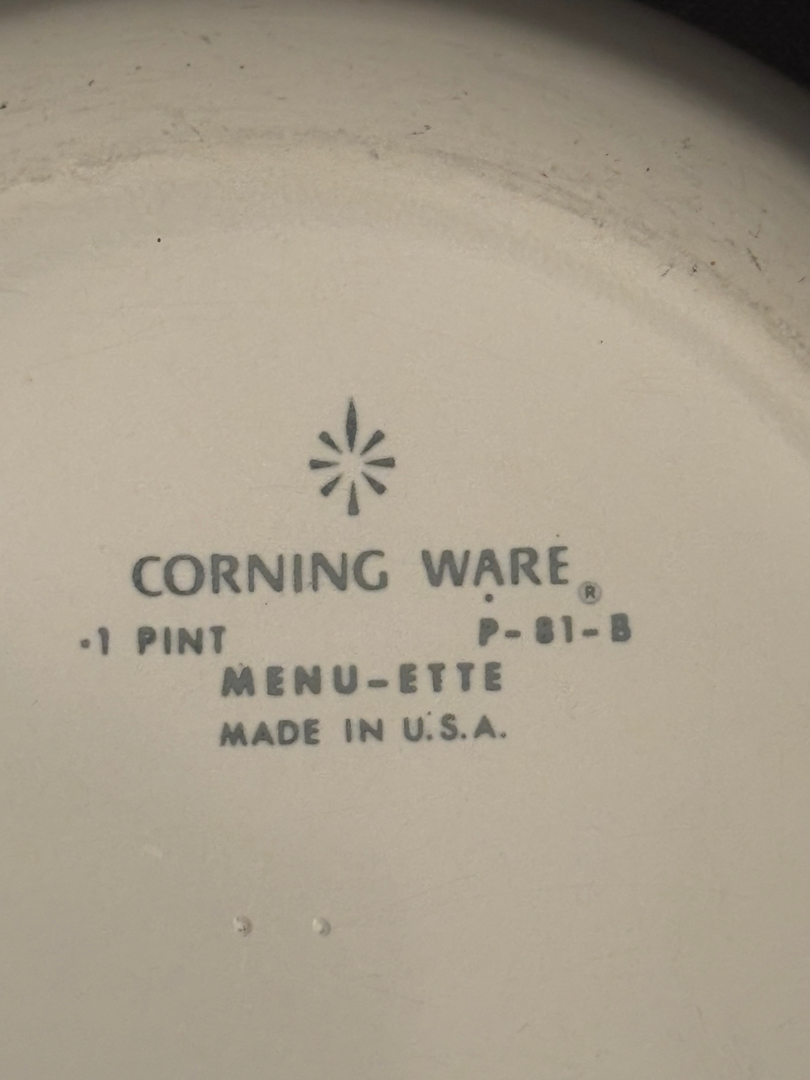 CORNING WARE ®
1 PINT P-81-B
MENU-ETTE
MADE IN U.S.A.